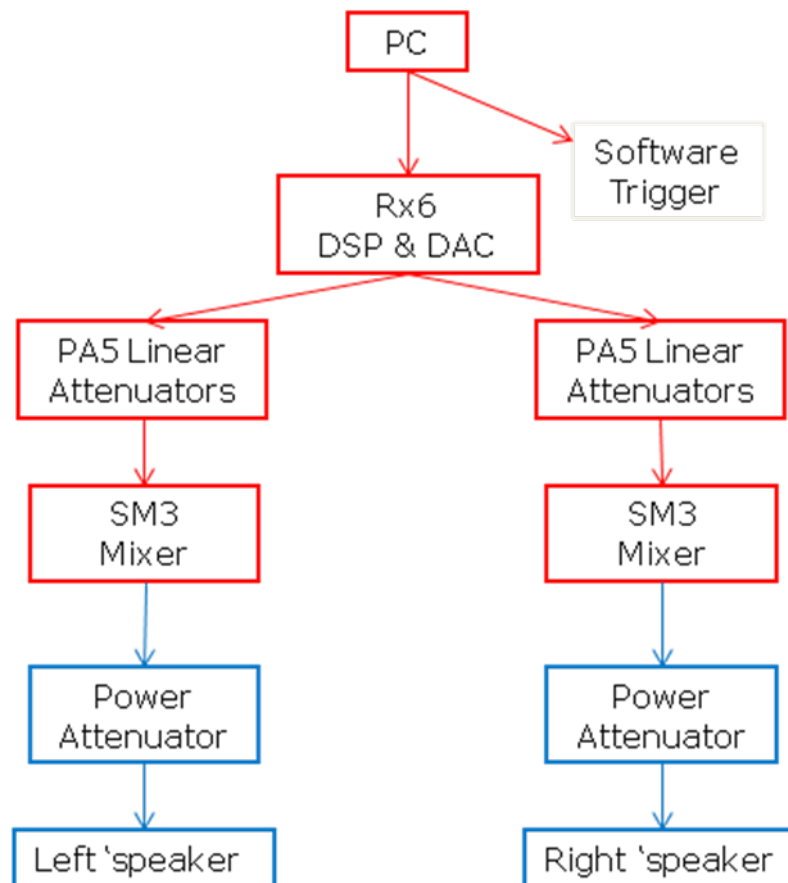 PC
Software
Trigger
Rx6
DSP & DAC
PA5 Linear
Attenuators
PA5 Linear
Attenuators
SM3
Mixer
SM3
Mixer
Power
Attenuator
Power
Attenuator
Left ‘speaker
Right ‘speaker